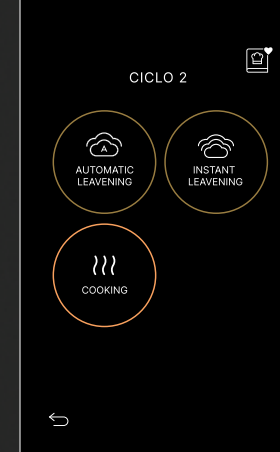 CICLO 2
A
AUTOMATIC
LEAVENING
INSTANT
LEAVENING
COOKING